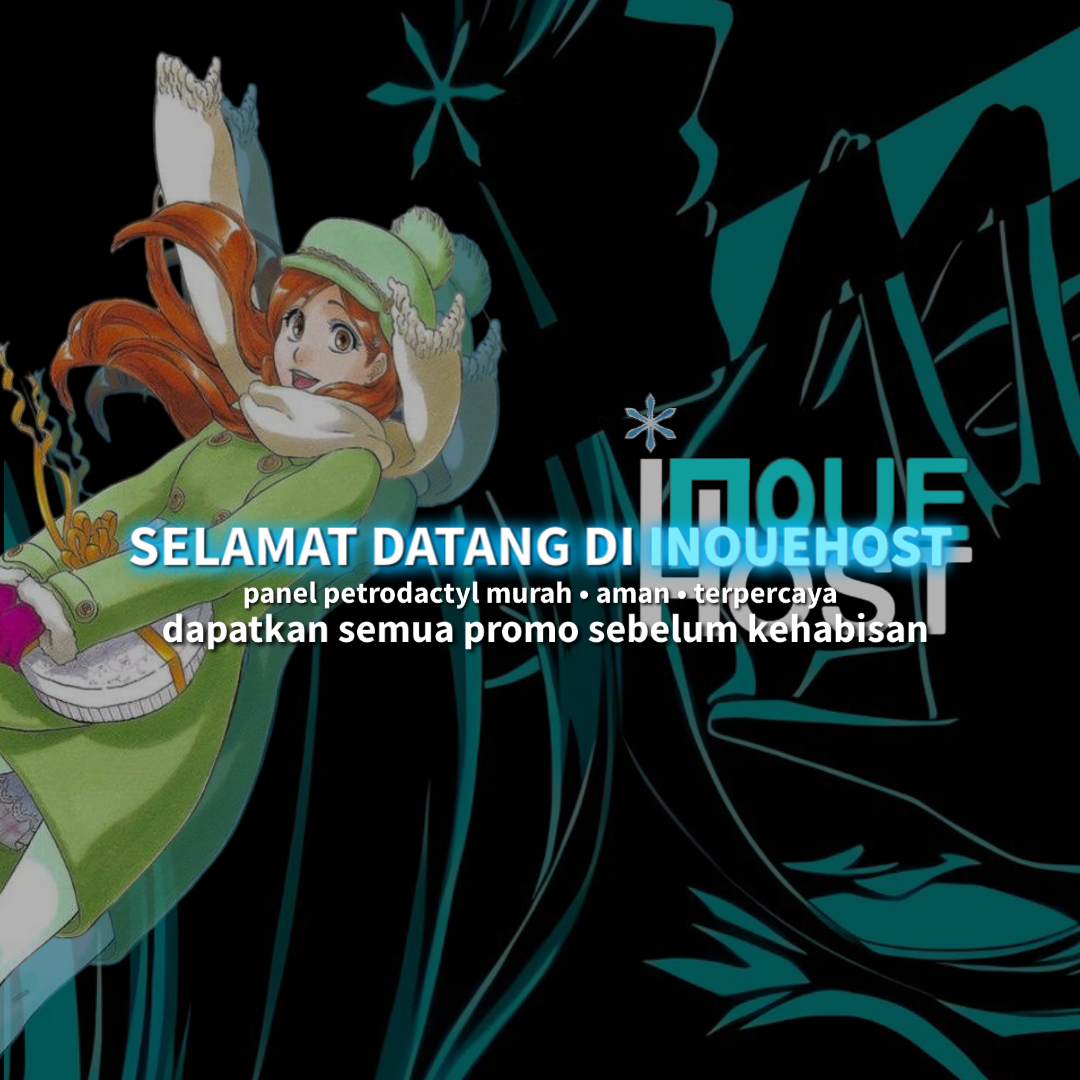 INOUE
HOST
SELAMAT DATANG DI INOUEHOST
panel petrodactyl murah • aman • terpercaya
dapatkan semua promo sebelum kehabisan